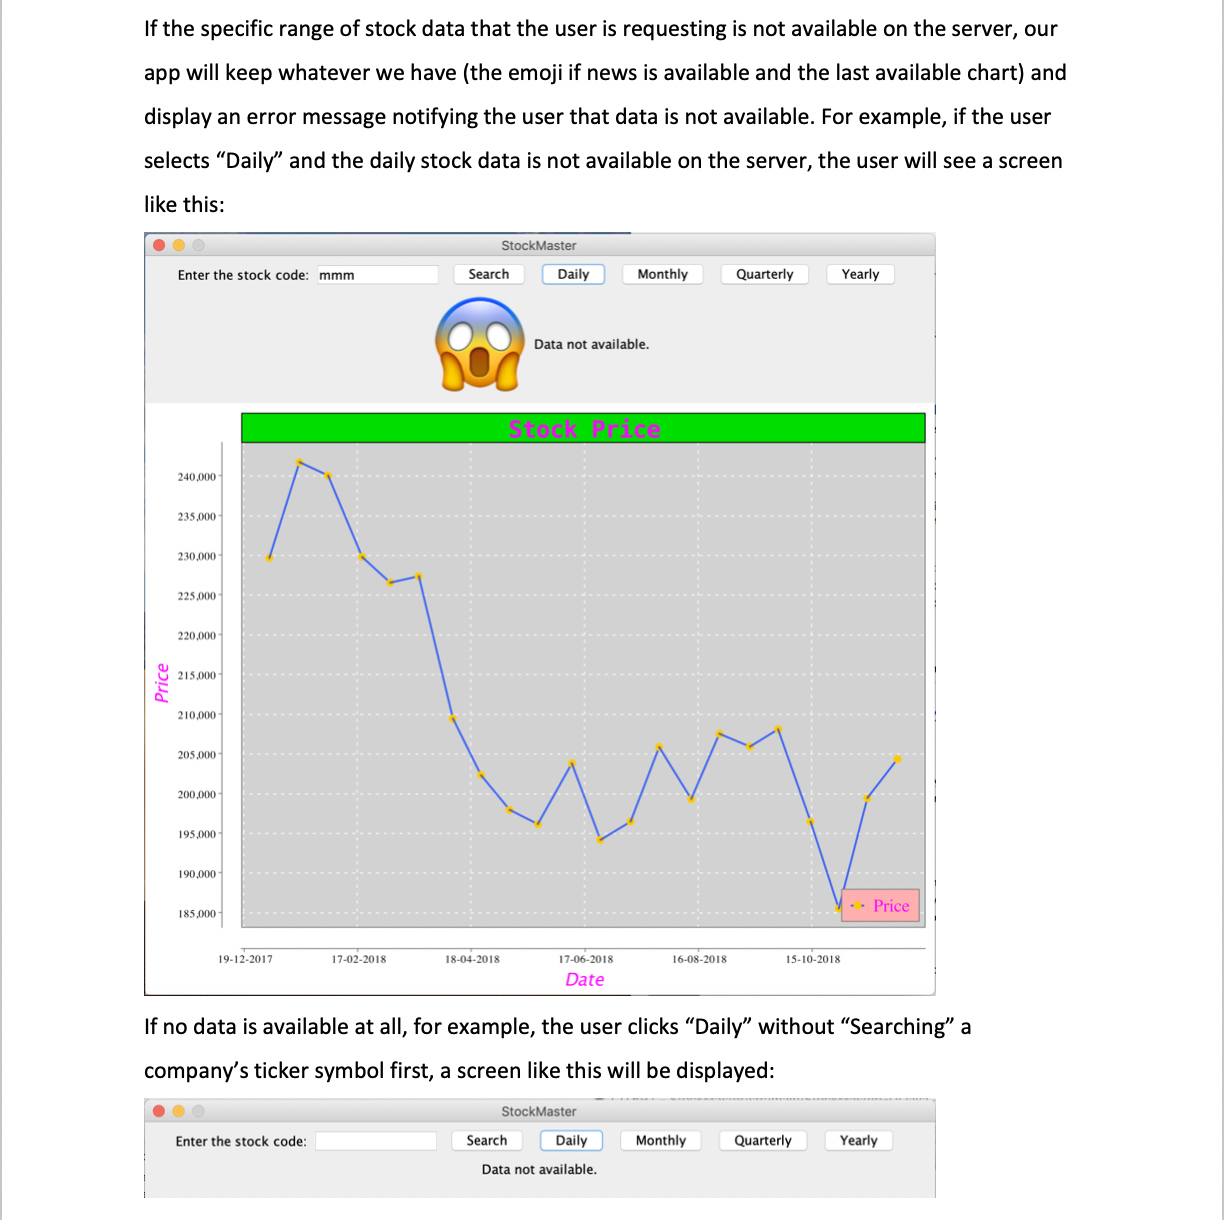 If the specific range of stock data that the user is requesting is not available on the server, our
app will keep whatever we have (the emoji if news is available and the last available chart) and
display an error message notifying the user that data is not available. For example, if the user
selects “Daily” and the daily stock data is not available on the server, the user will see a screen
like this:
StockMaster
Enter the stock code: mmm Search Daily Monthly Quarterly Yearly
Data not available.
Stock Price
240,000
235,000
230,000
225,000
220,000
215,000
210,000
205,000
200,000
195,000
190,000
185,000
Price
Price
19-12-2017 17-02-2018 18-04-2018 17-06-2018 16-08-2018 15-10-2018
Date
If no data is available at all, for example, the user clicks “Daily” without “Searching” a
company’s ticker symbol first, a screen like this will be displayed:
StockMaster
Enter the stock code: Search Daily Monthly Quarterly Yearly
Data not available.